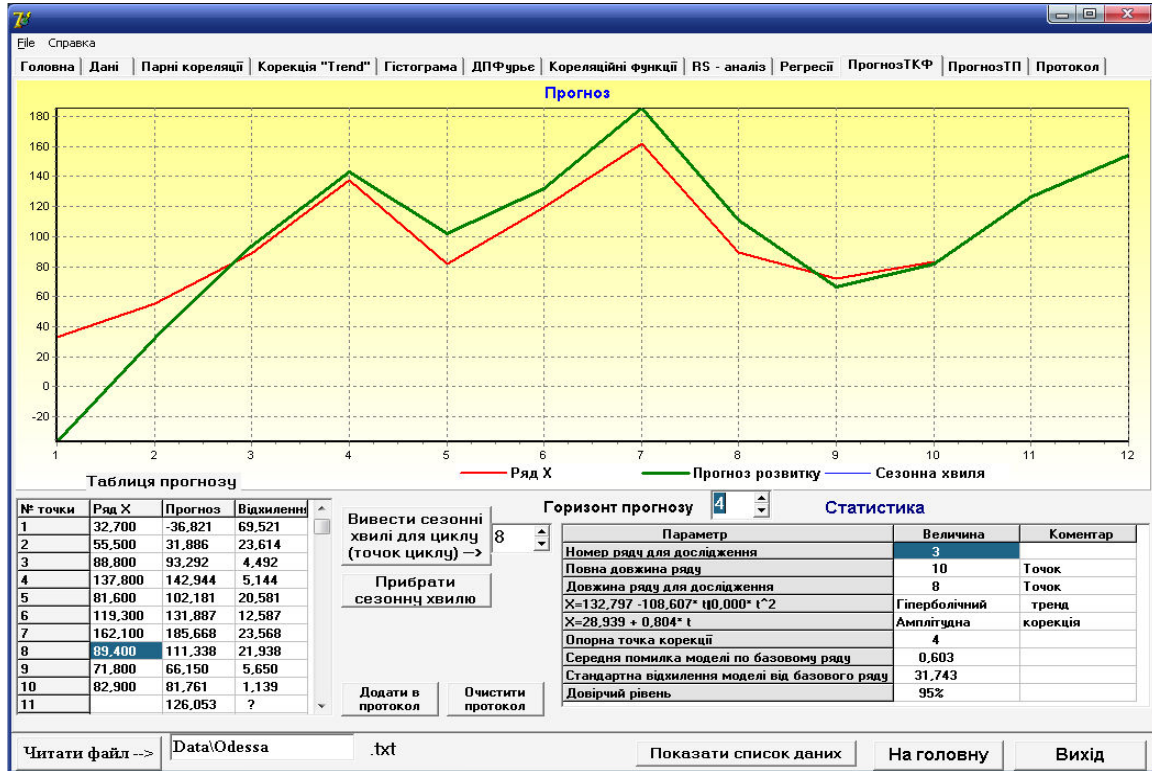 File Справка
Головна Дані Парні кореляції Корекція "Trend" Гістограма ДПФурье Кореляційні функції RS - аналіз Регресії ПрогнозТКФ ПрогнозТП Протокол
Прогноз
180
160
140
120
100
80
60
40
20
0
-20
1 2 3 4 5 6 7 8 9 10 11 12
Ряд X Прогноз розвитку Сезонна хвиля
Таблиця прогнозу
№ точки Ряд X Прогноз Відхилення
1 32,700 -36,821 69,521
2 55,500 31,886 23,614
3 88,800 93,292 4,492
4 137,800 142,944 5,144
5 81,600 102,181 20,581
6 119,300 131,887 12,587
7 162,100 185,668 23,568
8 89,400 111,338 21,938
9 71,800 66,150 5,650
10 82,900 81,761 1,139
11 126,053 ?
Вивести сезонні
хвилі для циклу
(точок циклу) —>
8
Прибрати
сезонну хвилю
Додати в
протокол
Очистити
протокол
Горизонт прогнозу 4 Статистика
Параметр Величина Коментар
Номер ряду для дослідження 3
Повна довжина ряду 10 Точок
Довжина ряду для дослідження 8 Точок
X=132,797 -108,607* t 0,000* t^2 Гіперболічний тренд
X=28,939 + 0,804* t Амплітудна корекція
Опорна точка корекції 4
Середня помилка моделі по базовому ряду 0,603
Стандартна відхилення моделі від базового ряду 31,743
Довірчий рівень 95%
Читати файл --> Data\Odessa .txt Показати список даних На головну Вихід